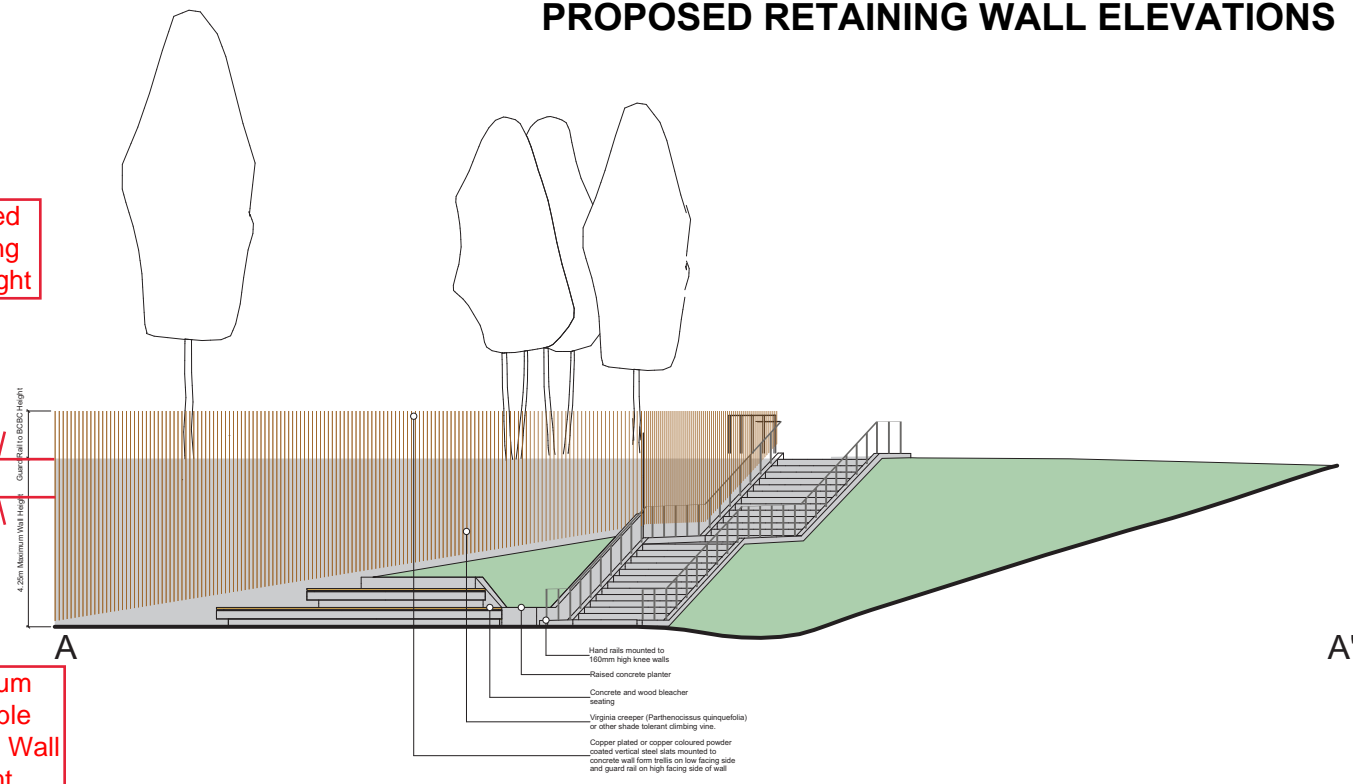 PROPOSED RETAINING WALL ELEVATIONS
ed
ng
ght
Guard Rail to BCBC Height
4.25m Maximum Wall Height
A
A'
um
ple
Wall
nt
Hand rails mounted to
160mm high knee walls
Raised concrete planter
Concrete and wood bleacher
seating
Virginia creeper (Parthenocissus quinquefolia)
or other shade tolerant climbing vine.
Copper plated or copper coloured powder
coated vertical steel slats mounted to
concrete wall form trellis on low facing side
and guard rail on high facing side of wall